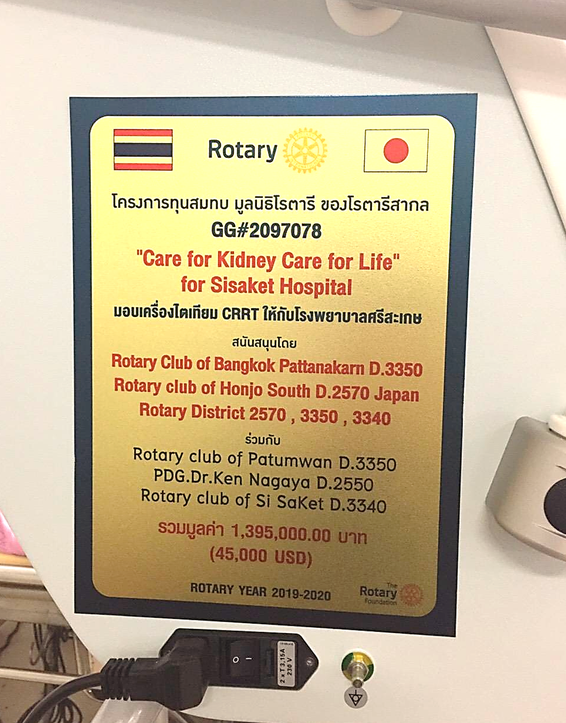 Rotary
โครงการทุนสมทบ มูลนิธิโรตารี ของโรตารีสากล
GG#2097078
"Care for Kidney Care for Life"
for Sisaket Hospital
มอบเครื่องไตเทียม CRRT ให้กับโรงพยาบาลศรีสะเกษ
สนับสนุนโดย
Rotary Club of Bangkok Pattanakarn D.3350
Rotary club of Honjo South D.2570 Japan
Rotary District 2570 , 3350 , 3340
ร่วมกับ
Rotary club of Patumwan D.3350
PDG.Dr.Ken Nagaya D.2550
Rotary club of Si SaKet D.3340
รวมมูลค่า 1,395,000.00 บาท
(45,000 USD)
ROTARY YEAR 2019-2020
The
Rotary
Foundation
2 x T 3,15A
230 V